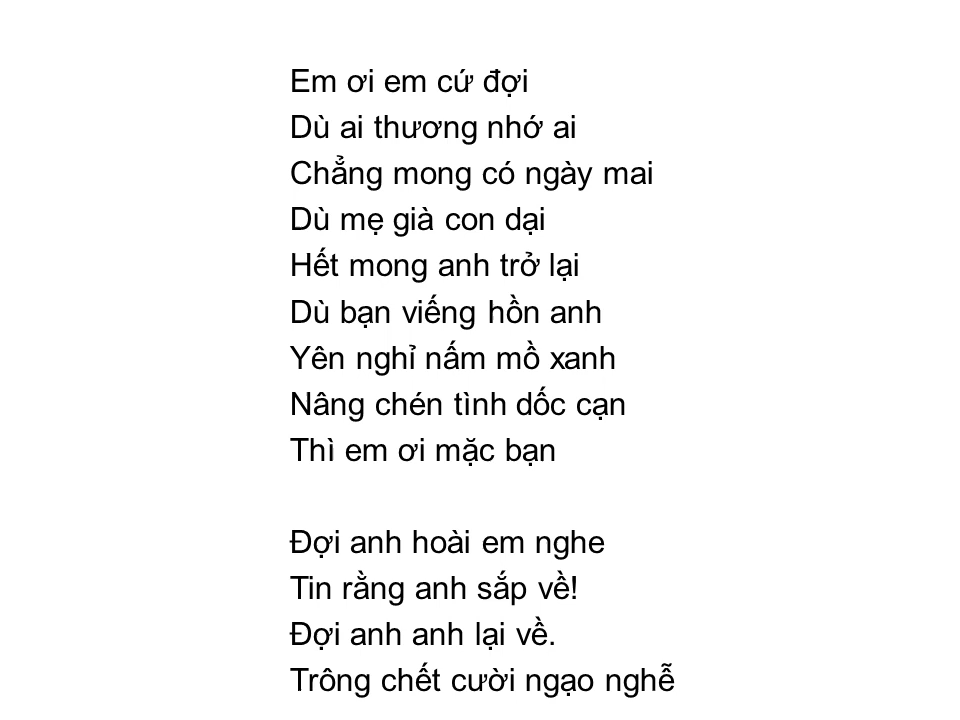 Em ơi em cứ đợi
Dù ai thương nhớ ai
Chẳng mong có ngày mai
Dù mẹ già con dại
Hết mong anh trở lại
Dù bạn viếng hồn anh
Yên nghỉ nấm mồ xanh
Nâng chén tình dốc cạn
Thì em ơi mặc bạn
Đợi anh hoài em nghe
Tin rằng anh sắp về!
Đợi anh anh lại về.
Trông chết cười ngạo nghễ